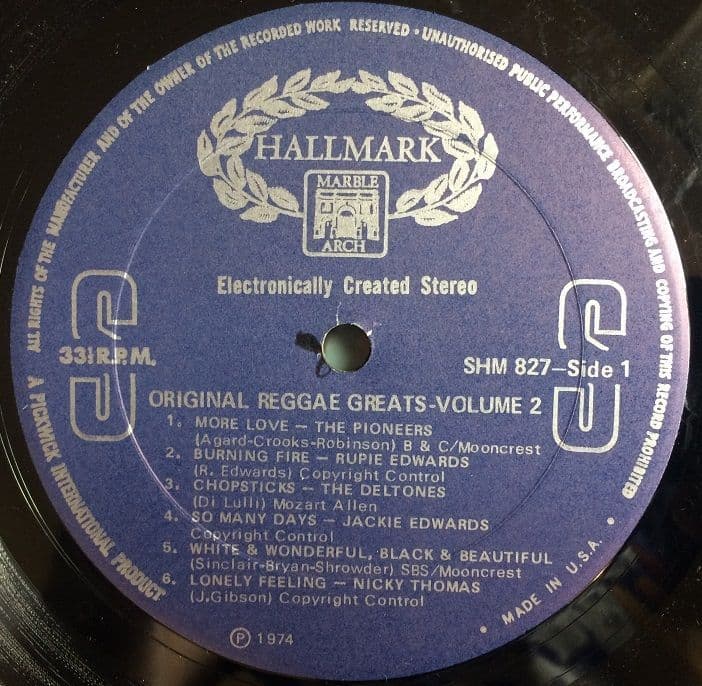 ALL RIGHTS OF THE MANUFACTURER AND OF THE OWNER OF THE RECORDED WORK RESERVED • UNAUTHORISED PUBLIC PERFORMANCE BROADCASTING AND COPYING OF THIS RECORD PROHIBITED
HALLMARK
MARBLE
ARCH
Electronically Created Stereo
33⅓ R.P.M.
SHM 827—Side 1
ORIGINAL REGGAE GREATS-VOLUME 2
1. MORE LOVE — THE PIONEERS
(Agard-Crooks-Robinson) B & C/Mooncrest
2. BURNING FIRE — RUPIE EDWARDS
(R. Edwards) Copyright Control
3. CHOPSTICKS — THE DELTONES
(Di Lulli) Mozart Allen
4. SO MANY DAYS — JACKIE EDWARDS
Copyright Control
5. WHITE & WONDERFUL, BLACK & BEAUTIFUL
(Sinclair-Bryan-Shrowder) SBS/Mooncrest
6. LONELY FEELING — NICKY THOMAS
(J.Gibson) Copyright Control
℗ 1974
A PICKWICK INTERNATIONAL PRODUCT
• MADE IN U.S.A. •